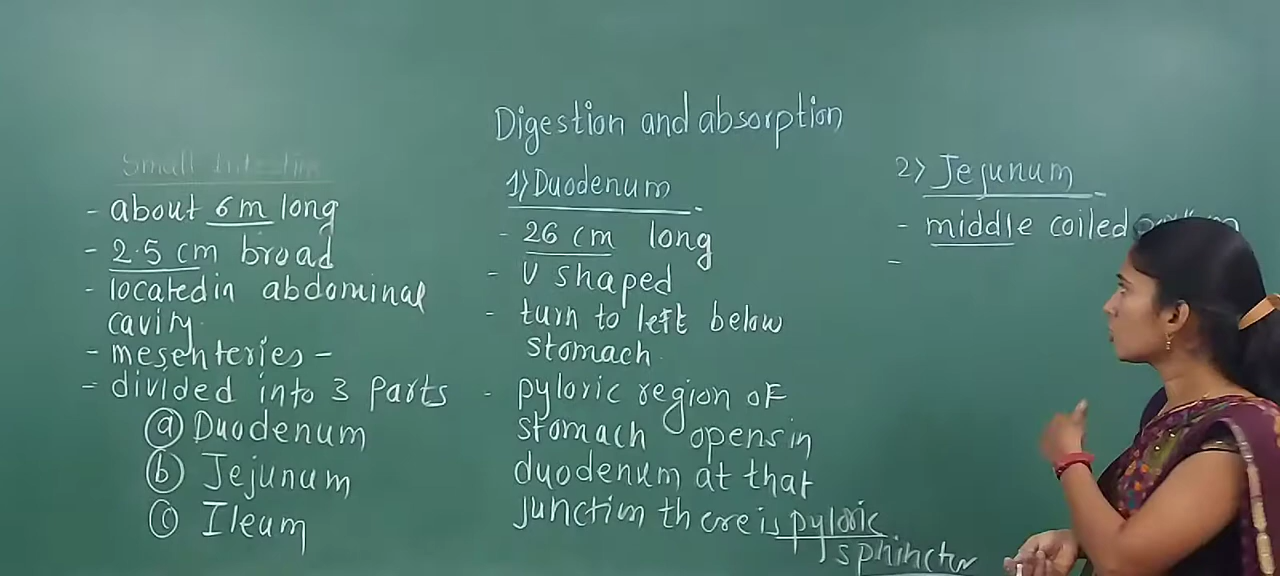 Digestion and absorption
Small Intestine
- about 6 m long
- 2.5 cm broad
- located in abdominal
cavity.
- mesenteries -
- divided into 3 parts
(a) Duodenum
(b) Jejunum
(c) Ileum
1) Duodenum
- 26 cm long
- U shaped
- turn to left below
stomach.
- pyloric region of
stomach opens in
duodenum at that
junction there is pyloric
sphincter
2) Jejunum
- middle coiled
-